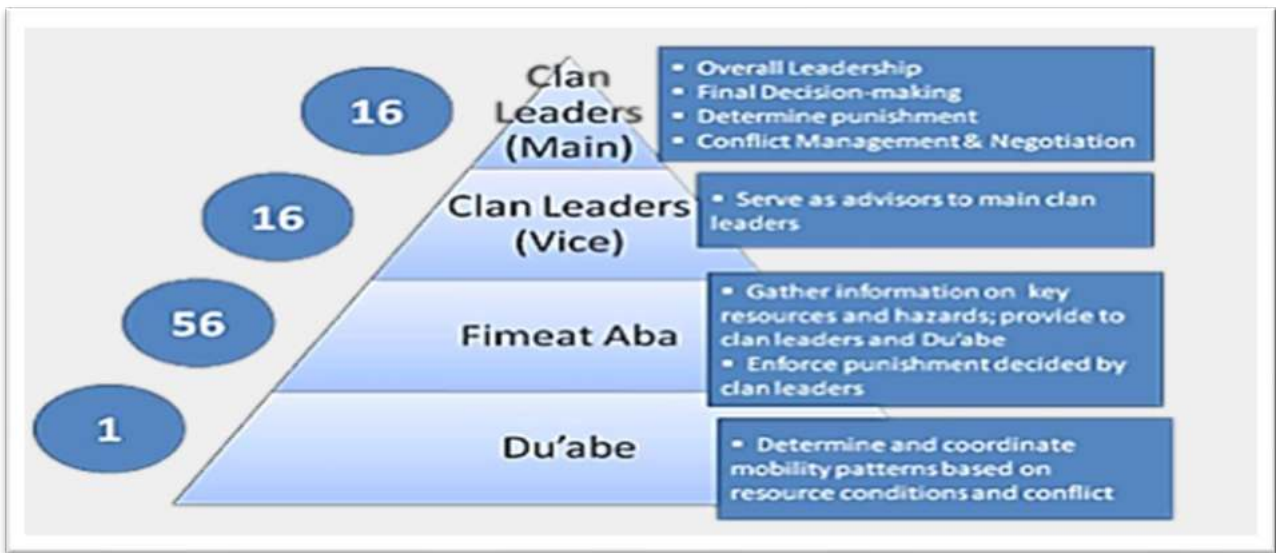 16
Clan
Leaders
(Main)
▪ Overall Leadership
▪ Final Decision-making
▪ Determine punishment
▪ Conflict Management & Negotiation
16
Clan Leaders
(Vice)
▪ Serve as advisors to main clan
leaders
56
Fimeat Aba
▪ Gather information on key
resources and hazards; provide to
clan leaders and Du'abe
▪ Enforce punishment decided by
clan leaders
1
Du'abe
▪ Determine and coordinate
mobility patterns based on
resource conditions and conflict